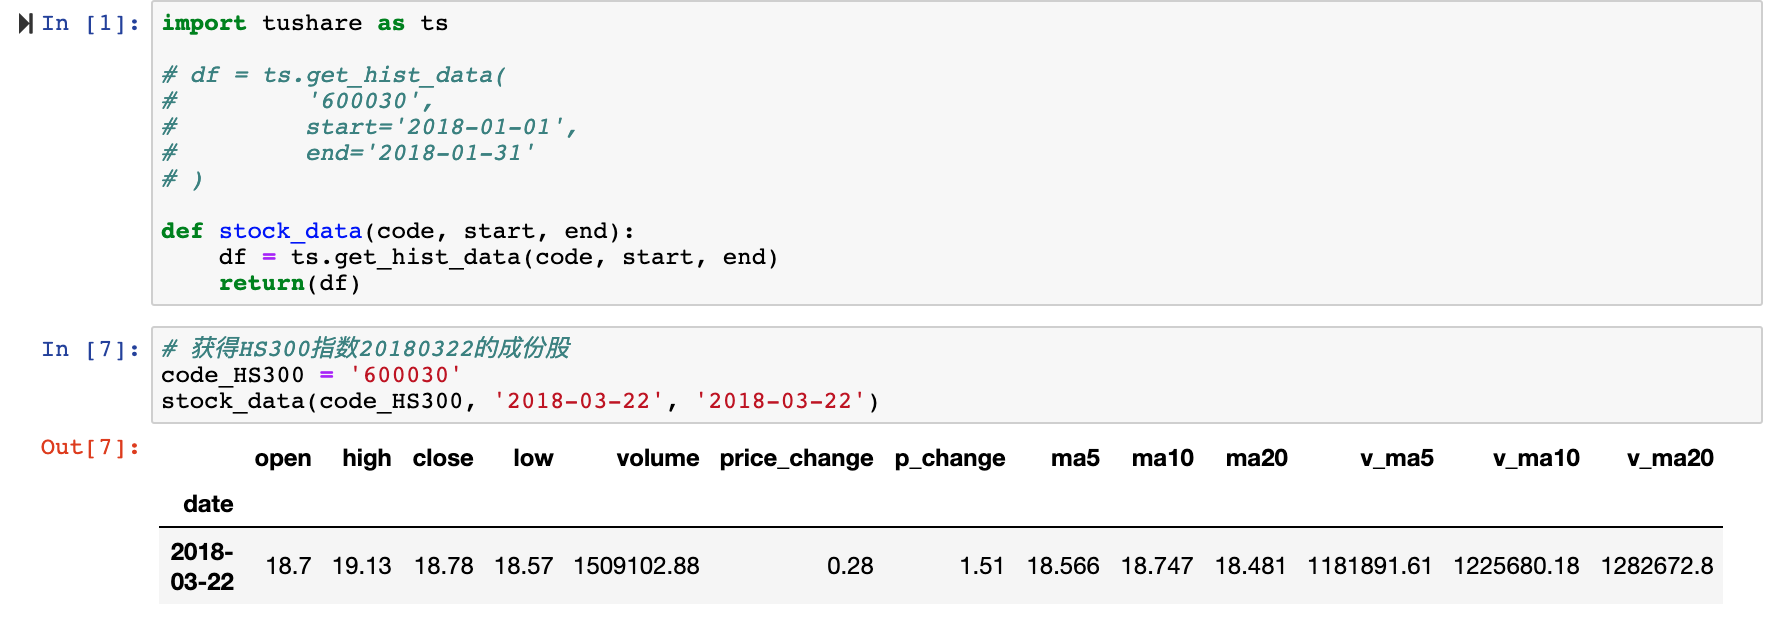 In [1]: import tushare as ts
# df = ts.get_hist_data(
#         '600030',
#         start='2018-01-01',
#         end='2018-01-31'
# )
def stock_data(code, start, end):
    df = ts.get_hist_data(code, start, end)
    return(df)
In [7]: # 获得HS300指数20180322的成份股
code_HS300 = '600030'
stock_data(code_HS300, '2018-03-22', '2018-03-22')
Out[7]:
open high close low volume price_change p_change ma5 ma10 ma20 v_ma5 v_ma10 v_ma20
date
2018-
03-22 18.7 19.13 18.78 18.57 1509102.88 0.28 1.51 18.566 18.747 18.481 1181891.61 1225680.18 1282672.8